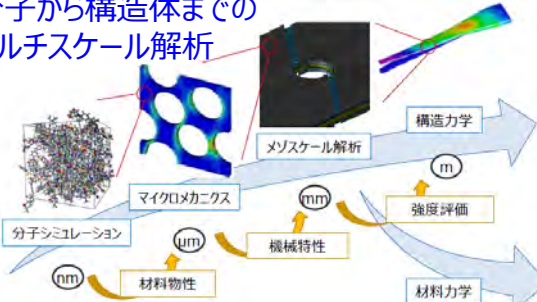 子から構造体までの
ルチスケール解析
構造力学
メゾスケール解析
m
マイクロメカニクス
mm
強度評価
分子シミュレーション
μm
機械特性
nm
材料物性
材料力学